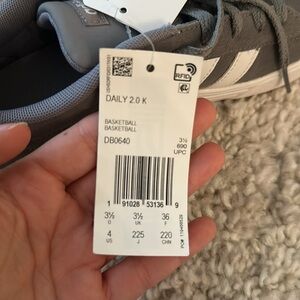 RFID
DAILY 2.0 K
BASKETBALL
BASKETBALL
DB0640
3½
690
UPC
1 91028 53136 9
3½ 3½ 36
D F
4 225 220
US J CHN